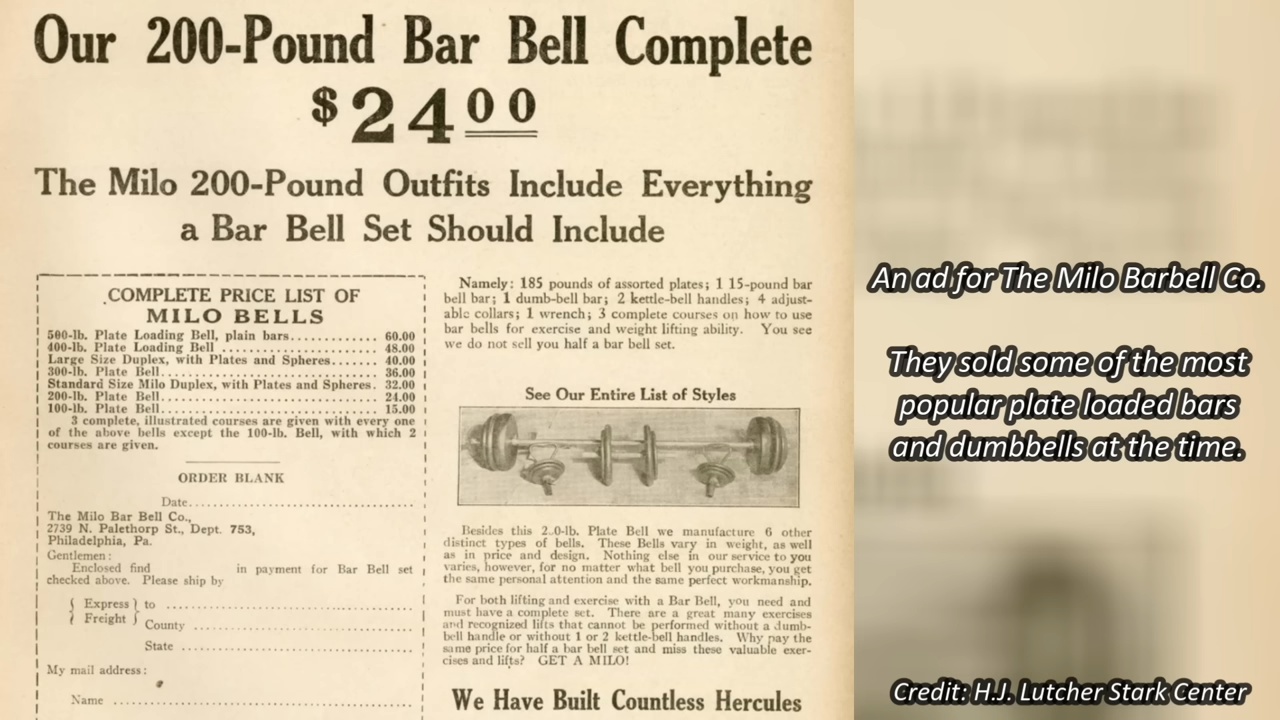 Our 200-Pound Bar Bell Complete
$2400
The Milo 200-Pound Outfits Include Everything
a Bar Bell Set Should Include
COMPLETE PRICE LIST OF
MILO BELLS
500-lb. Plate Loading Bell, plain bars............ 60.00
400-lb. Plate Loading Bell ...................... 48.00
Large Size Duplex, with Plates and Spheres....... 40.00
300-lb. Plate Bell............................... 36.00
Standard Size Milo Duplex, with Plates and Spheres. 32.00
200-lb. Plate Bell............................... 24.00
100-lb. Plate Bell............................... 15.00
3 complete, illustrated courses are given with every one
of the above bells except the 100-lb. Bell, with which 2
courses are given.
ORDER BLANK
Date................................
The Milo Bar Bell Co.,
2739 N. Palethorp St., Dept. 753,
Philadelphia, Pa.
Gentlemen:
Enclosed find in payment for Bar Bell set
checked above. Please ship by
{ Express } to ........................................
{ Freight }
County ....................................
State ....................................
My mail address:
Name ................................................
Namely: 185 pounds of assorted plates; 1 15-pound bar
bell bar; 1 dumb-bell bar; 2 kettle-bell handles; 4 adjust-
able collars; 1 wrench; 3 complete courses on how to use
bar bells for exercise and weight lifting ability. You see
we do not sell you half a bar bell set.
See Our Entire List of Styles
Besides this 2.0-lb. Plate Bell we manufacture 6 other
distinct types of bells. These Bells vary in weight, as well
as in price and design. Nothing else in our service to you
varies, however, for no matter what bell you purchase, you get
the same personal attention and the same perfect workmanship.
For both lifting and exercise with a Bar Bell, you need and
must have a complete set. There are a great many exercises
and recognized lifts that cannot be performed without a dumb-
bell handle or without 1 or 2 kettle-bell handles. Why pay the
same price for half a bar bell set and miss these valuable exer-
cises and lifts? GET A MILO!
We Have Built Countless Hercules
An ad for The Milo Barbell Co.
They sold some of the most
popular plate loaded bars
and dumbbells at the time.
Credit: H.J. Lutcher Stark Center